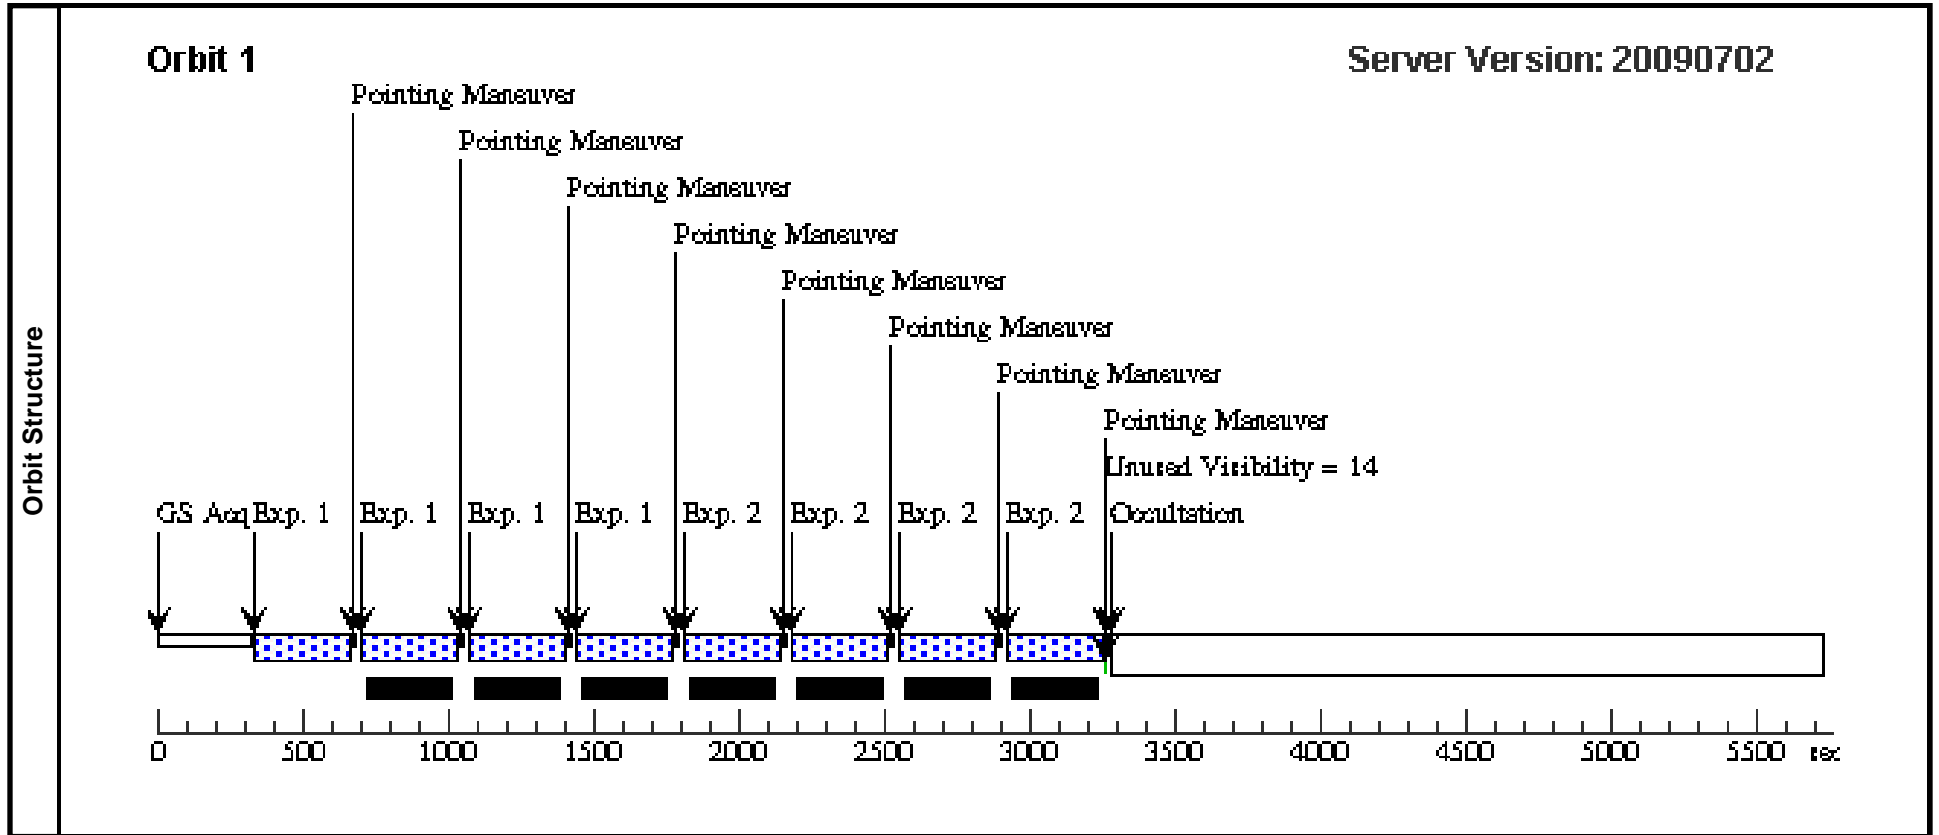 Orbit Structure
Orbit 1
Server Version: 20090702
Pointing Maneuver
Pointing Maneuver
Pointing Maneuver
Pointing Maneuver
Pointing Maneuver
Pointing Maneuver
Pointing Maneuver
Pointing Maneuver
Unused Visibility = 14
GS Acq Exp. 1 Exp. 1 Exp. 1 Exp. 1 Exp. 2 Exp. 2 Exp. 2 Exp. 2 Occultation
0 500 1000 1500 2000 2500 3000 3500 4000 4500 5000 5500 sec